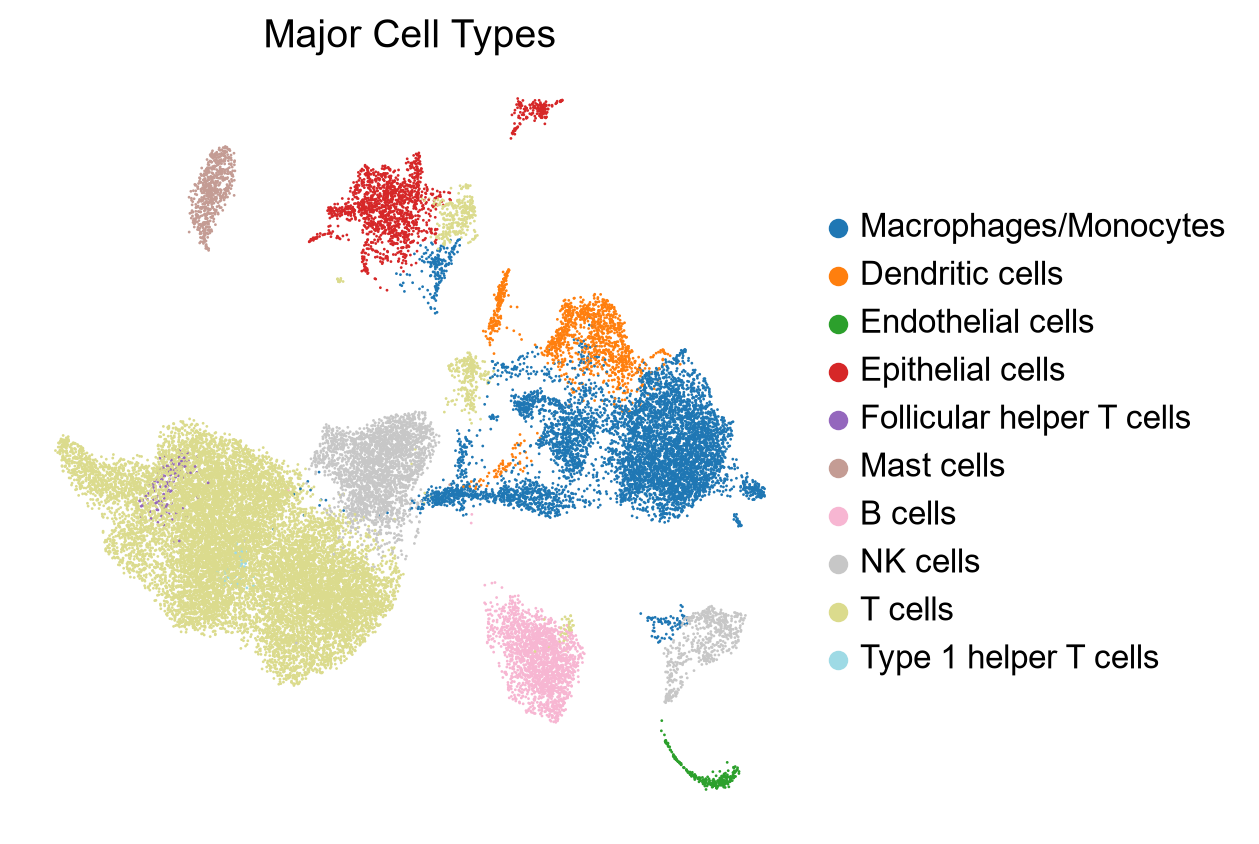 Major Cell Types
Macrophages/Monocytes
Dendritic cells
Endothelial cells
Epithelial cells
Follicular helper T cells
Mast cells
B cells
NK cells
T cells
Type 1 helper T cells